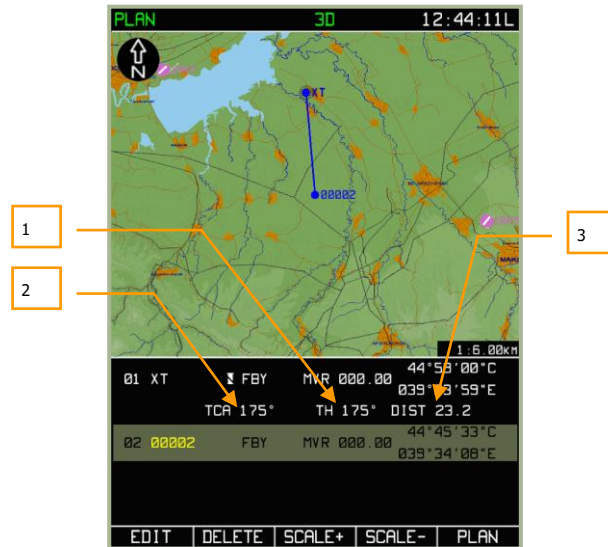 PLAN 3D 12:44:11L
N
XT
00002
1
3
2
1:6.00КМ
44°58'00"С
01 XT FBY MVR 000.00
TCA 175° TH 175° DIST 23.2
44°45'33"С
02 00002 FBY MVR 000.00
039°34'08"E
EDIT DELETE SCALE+ SCALE- PLAN